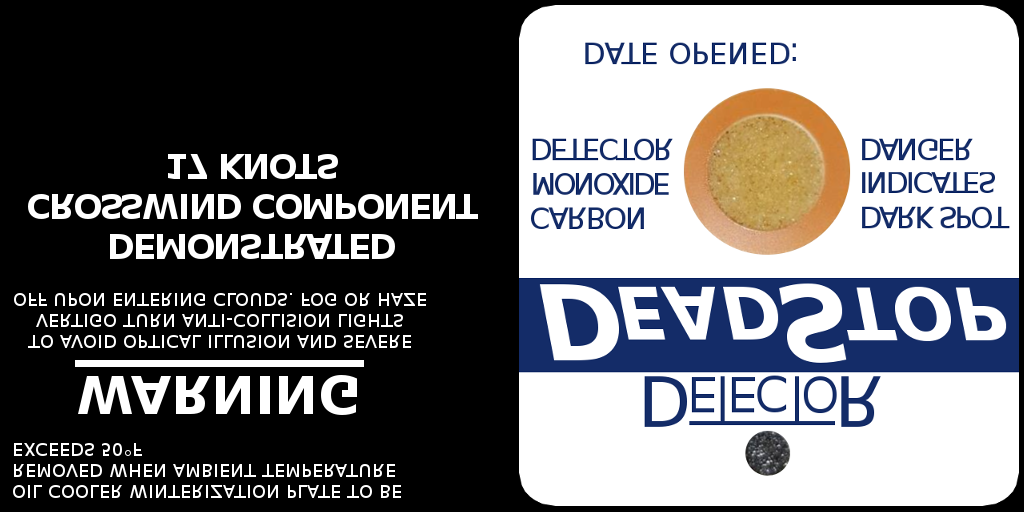 OIL COOLER WINTERIZATION PLATE TO BE
REMOVED WHEN AMBIENT TEMPERATURE
EXCEEDS 50°F
WARNING
TO AVOID OPTICAL ILLUSION AND SEVERE
VERTIGO TURN ANTI-COLLISION LIGHTS
OFF UPON ENTERING CLOUDS. FOG OR HAZE
DEMONSTRATED
CROSSWIND COMPONENT
17 KNOTS
DETECTOR
DEADSTOP
CARBON
MONOXIDE
DETECTOR
DARK SPOT
INDICATES
DANGER
DATE OPENED: